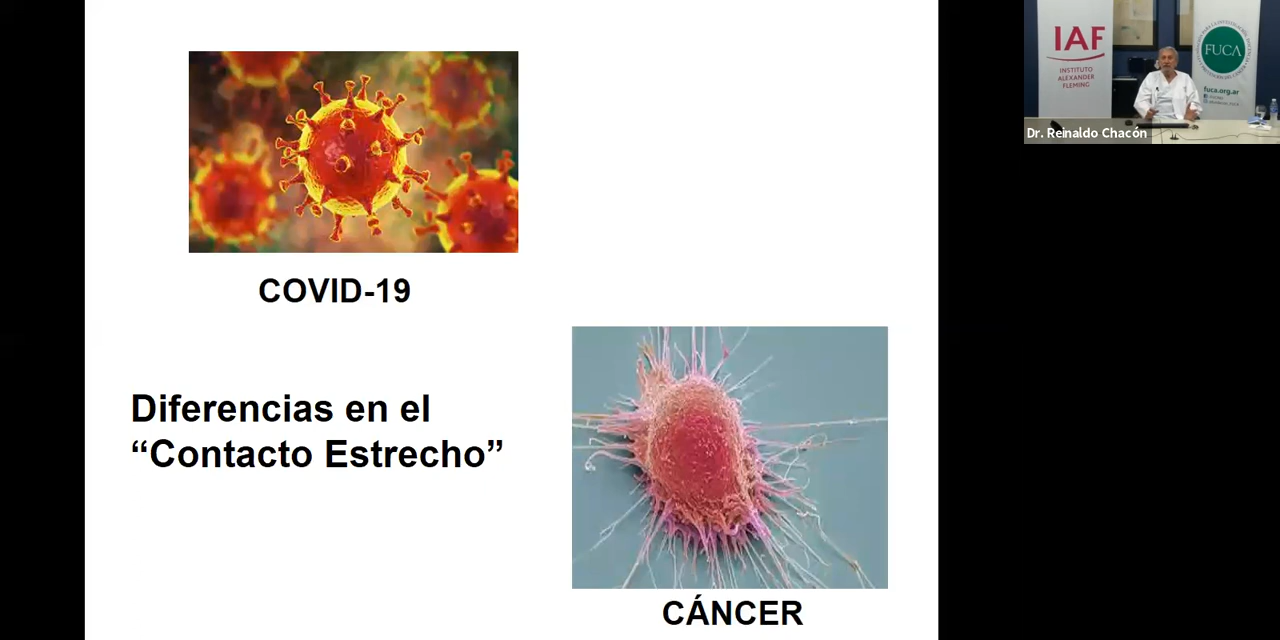 COVID-19
Diferencias en el
“Contacto Estrecho”
CÁNCER
IAF
INSTITUTO
ALEXANDER
FLEMING
FUCA
fuca.org.ar
Dr. Reinaldo Chacón